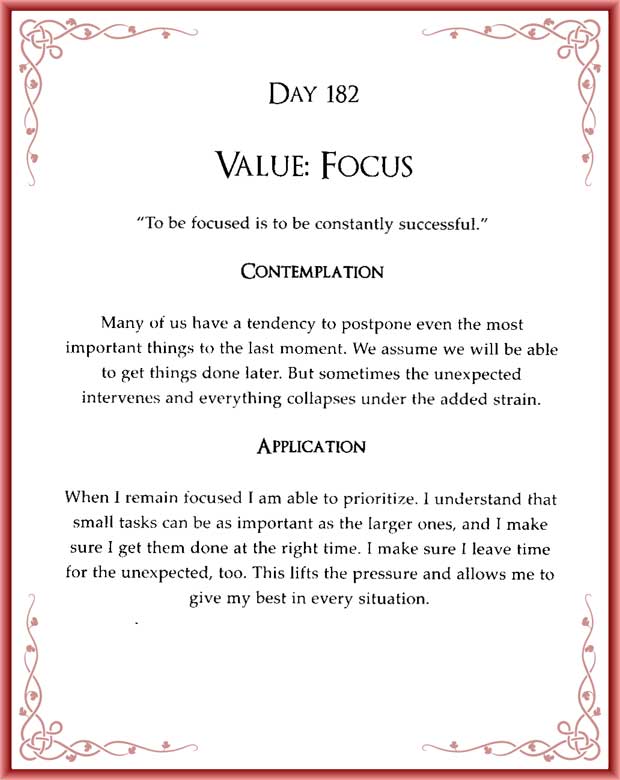 DAY 182
VALUE: FOCUS
“To be focused is to be constantly successful.”
CONTEMPLATION
Many of us have a tendency to postpone even the most
important things to the last moment. We assume we will be able
to get things done later. But sometimes the unexpected
intervenes and everything collapses under the added strain.
APPLICATION
When I remain focused I am able to prioritize. I understand that
small tasks can be as important as the larger ones, and I make
sure I get them done at the right time. I make sure I leave time
for the unexpected, too. This lifts the pressure and allows me to
give my best in every situation.